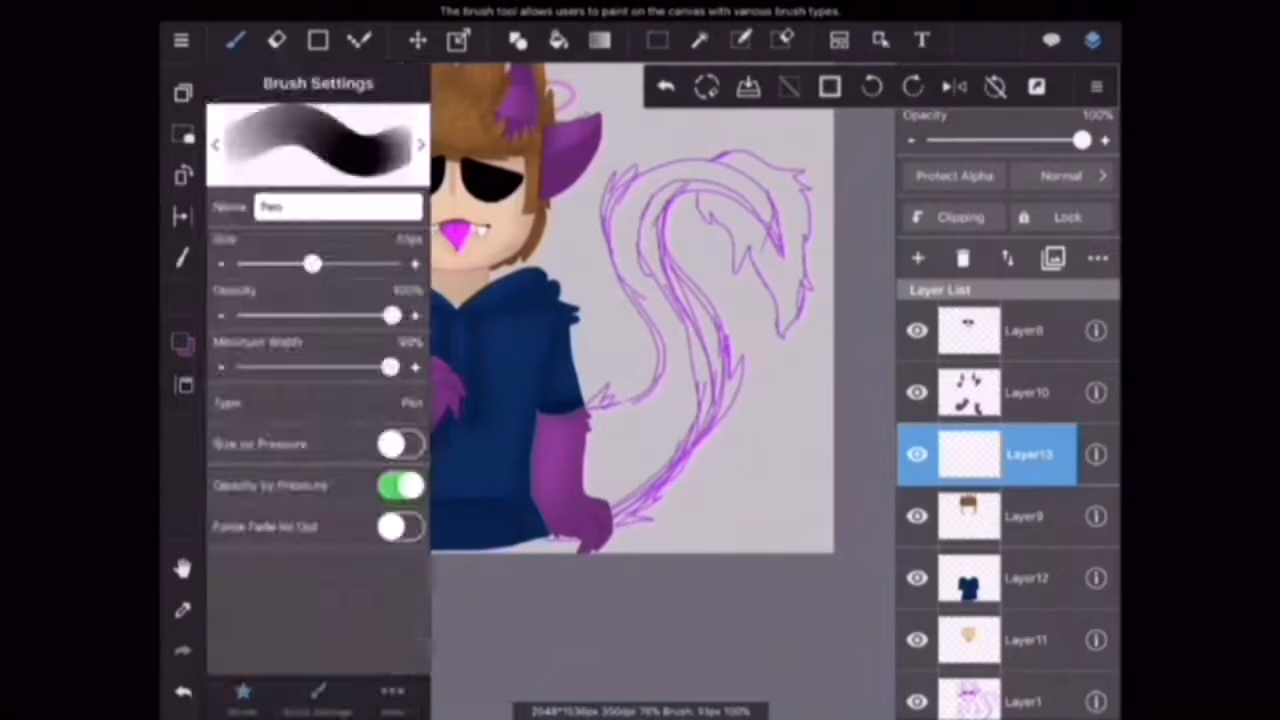 The brush tool allows users to paint on the canvas with various brush types.
T
Brush Settings
Name Pen
Size
Opacity 100%
Minimum Width 99%
Type Pen
Size by Pressure
Opacity by Pressure
Force Fade In/Out
Opacity 100%
Protect Alpha Normal
Clipping Lock
Layer List
Layer8
Layer10
Layer13
Layer9
Layer12
Layer11
Layer1
2048*1536px 350dpi 76% Brush: 51px 100%